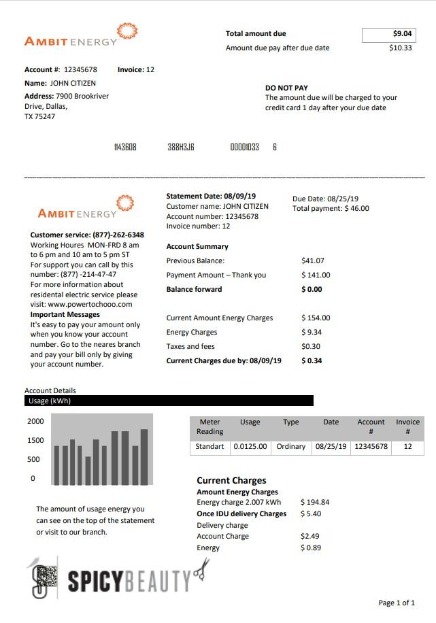 AMBIT ENERGY
Total amount due $9.04
Amount due pay after due date $10.33
Account #: 12345678 Invoice: 12
Name: JOHN CITIZEN
Address: 7900 Brookriver
Drive, Dallas,
TX 75247
DO NOT PAY
The amount due will be charged to your
credit card 1 day after your due date
1143608 388H3J6 00001033 6
AMBIT ENERGY
Customer service: (877)-262-6348
Working Houres MON-FRD 8 am
to 6 pm and 10 am to 5 pm ST
For support you can call by this
number: (877) -214-47-47
For more information about
residental electric service please
visit: www.powertochooo.com
Important Messages
It's easy to pay your amount only
when you know your account
number. Go to the neares branch
and pay your bill only by giving
your account number.
Statement Date: 08/09/19
Customer name: JOHN CITIZEN
Account number: 12345678
Invoice number: 12
Due Date: 08/25/19
Total payment: $ 46.00
Account Summary
Previous Balance: $41.07
Payment Amount – Thank you $ 141.00
Balance forward $ 0.00
Current Amount Energy Charges $ 154.00
Energy Charges $ 9.34
Taxes and fees $0.30
Current Charges due by: 08/09/19 $ 0.34
Account Details
Usage (kWh)
2000
1500
500
0
Meter Reading Usage Type Date Account # Invoice #
Standart 0.0125.00 Ordinary 08/25/19 12345678 12
The amount of usage energy you
can see on the top of the statement
or visit to our branch.
Current Charges
Amount Energy Charges
Energy charge 2.007 kWh $ 194.84
Once IDU delivery Charges $ 5.40
Delivery charge
Account Charge $2.49
Energy $ 0.89
SPICYBEAUTY
Page 1 of 1